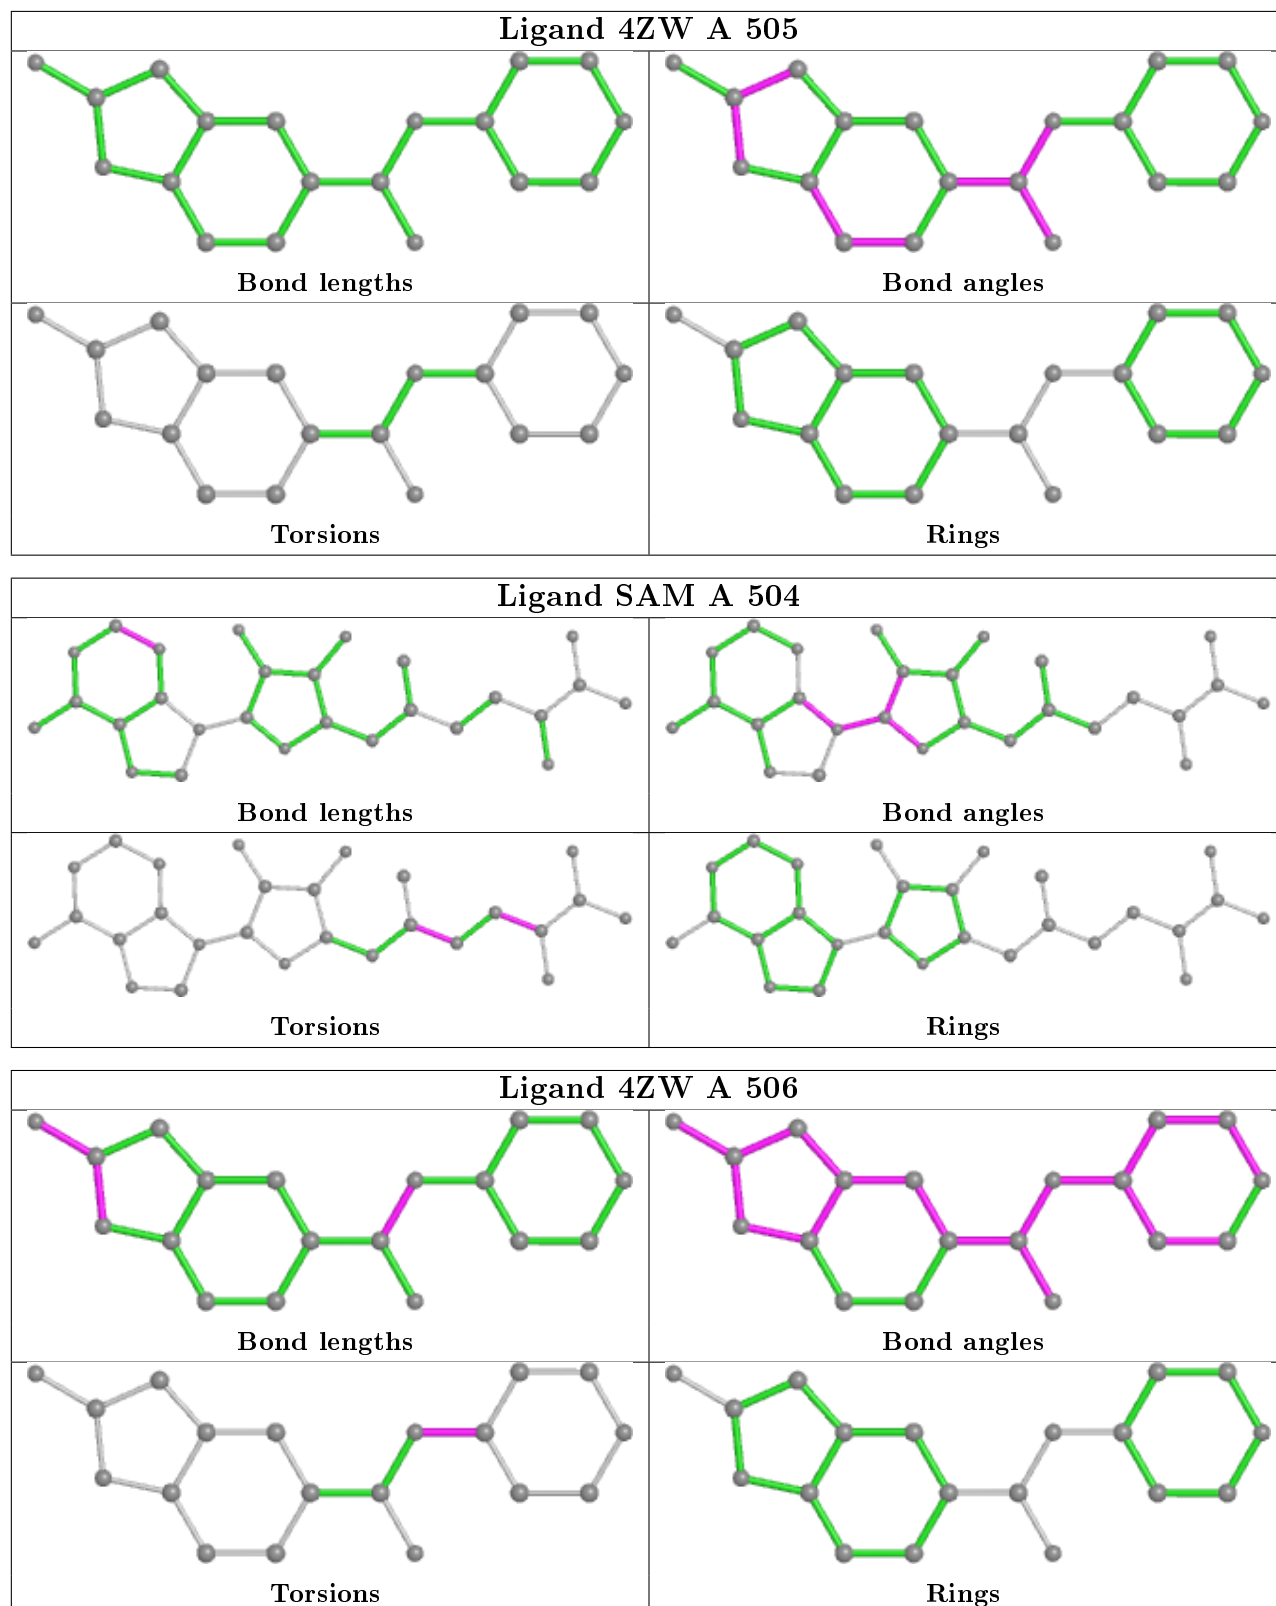 Ligand 4ZW A 505
Bond lengths
Bond angles
Torsions
Rings
Ligand SAM A 504
Bond lengths
Bond angles
Torsions
Rings
Ligand 4ZW A 506
Bond lengths
Bond angles
Torsions
Rings